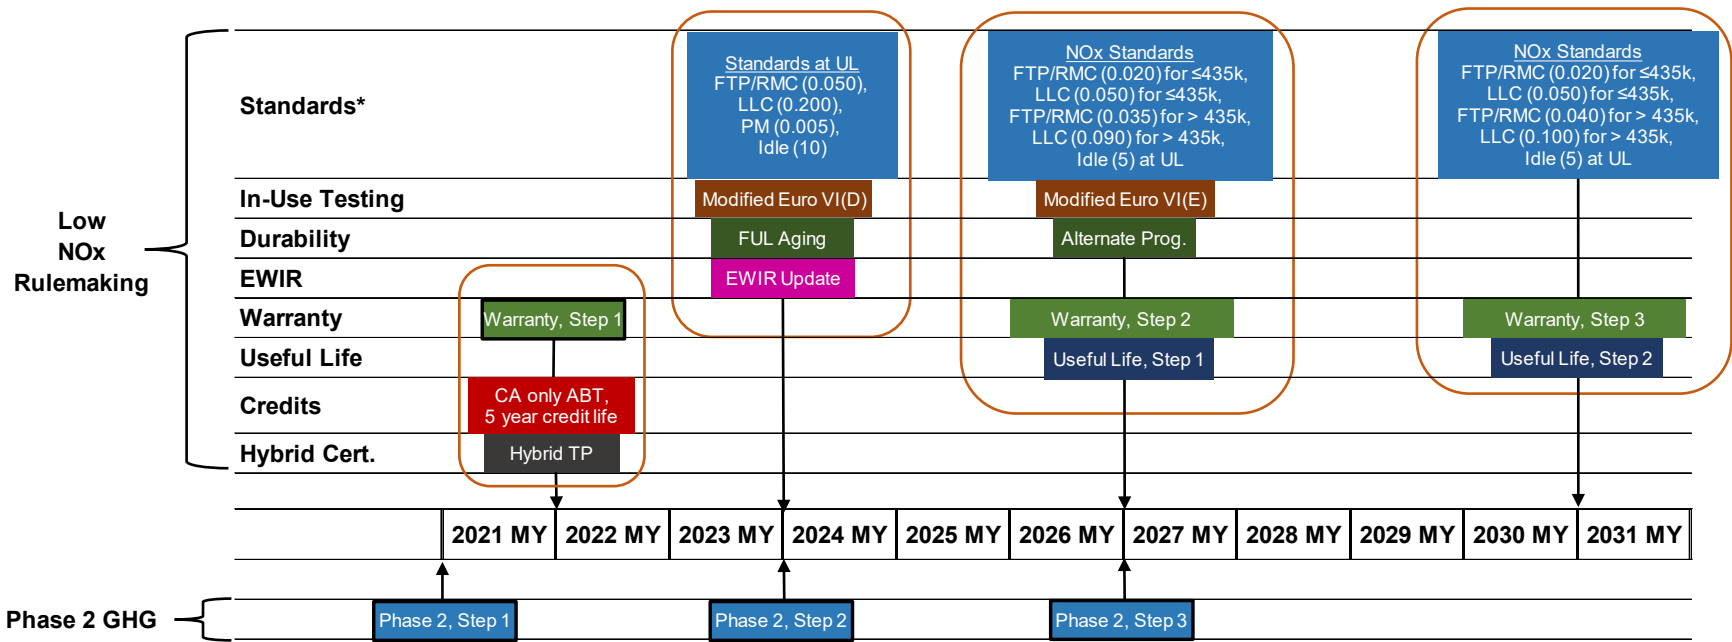 Low
NOx
Rulemaking
Standards*
Standards at UL
FTP/RMC (0.050),
LLC (0.200),
PM (0.005),
Idle (10)
NOx Standards
FTP/RMC (0.020) for ≤435k,
LLC (0.050) for ≤435k,
FTP/RMC (0.035) for > 435k,
LLC (0.090) for > 435k,
Idle (5) at UL
NOx Standards
FTP/RMC (0.020) for ≤435k,
LLC (0.050) for ≤435k,
FTP/RMC (0.040) for > 435k,
LLC (0.100) for > 435k,
Idle (5) at UL
In-Use Testing
Modified Euro VI(D)
Modified Euro VI(E)
Durability
FUL Aging
Alternate Prog.
EWIR
EWIR Update
Warranty
Warranty, Step 1
Warranty, Step 2
Warranty, Step 3
Useful Life
Useful Life, Step 1
Useful Life, Step 2
Credits
CA only ABT,
5 year credit life
Hybrid Cert.
Hybrid TP
2021 MY
2022 MY
2023 MY
2024 MY
2025 MY
2026 MY
2027 MY
2028 MY
2029 MY
2030 MY
2031 MY
Phase 2 GHG
Phase 2, Step 1
Phase 2, Step 2
Phase 2, Step 3